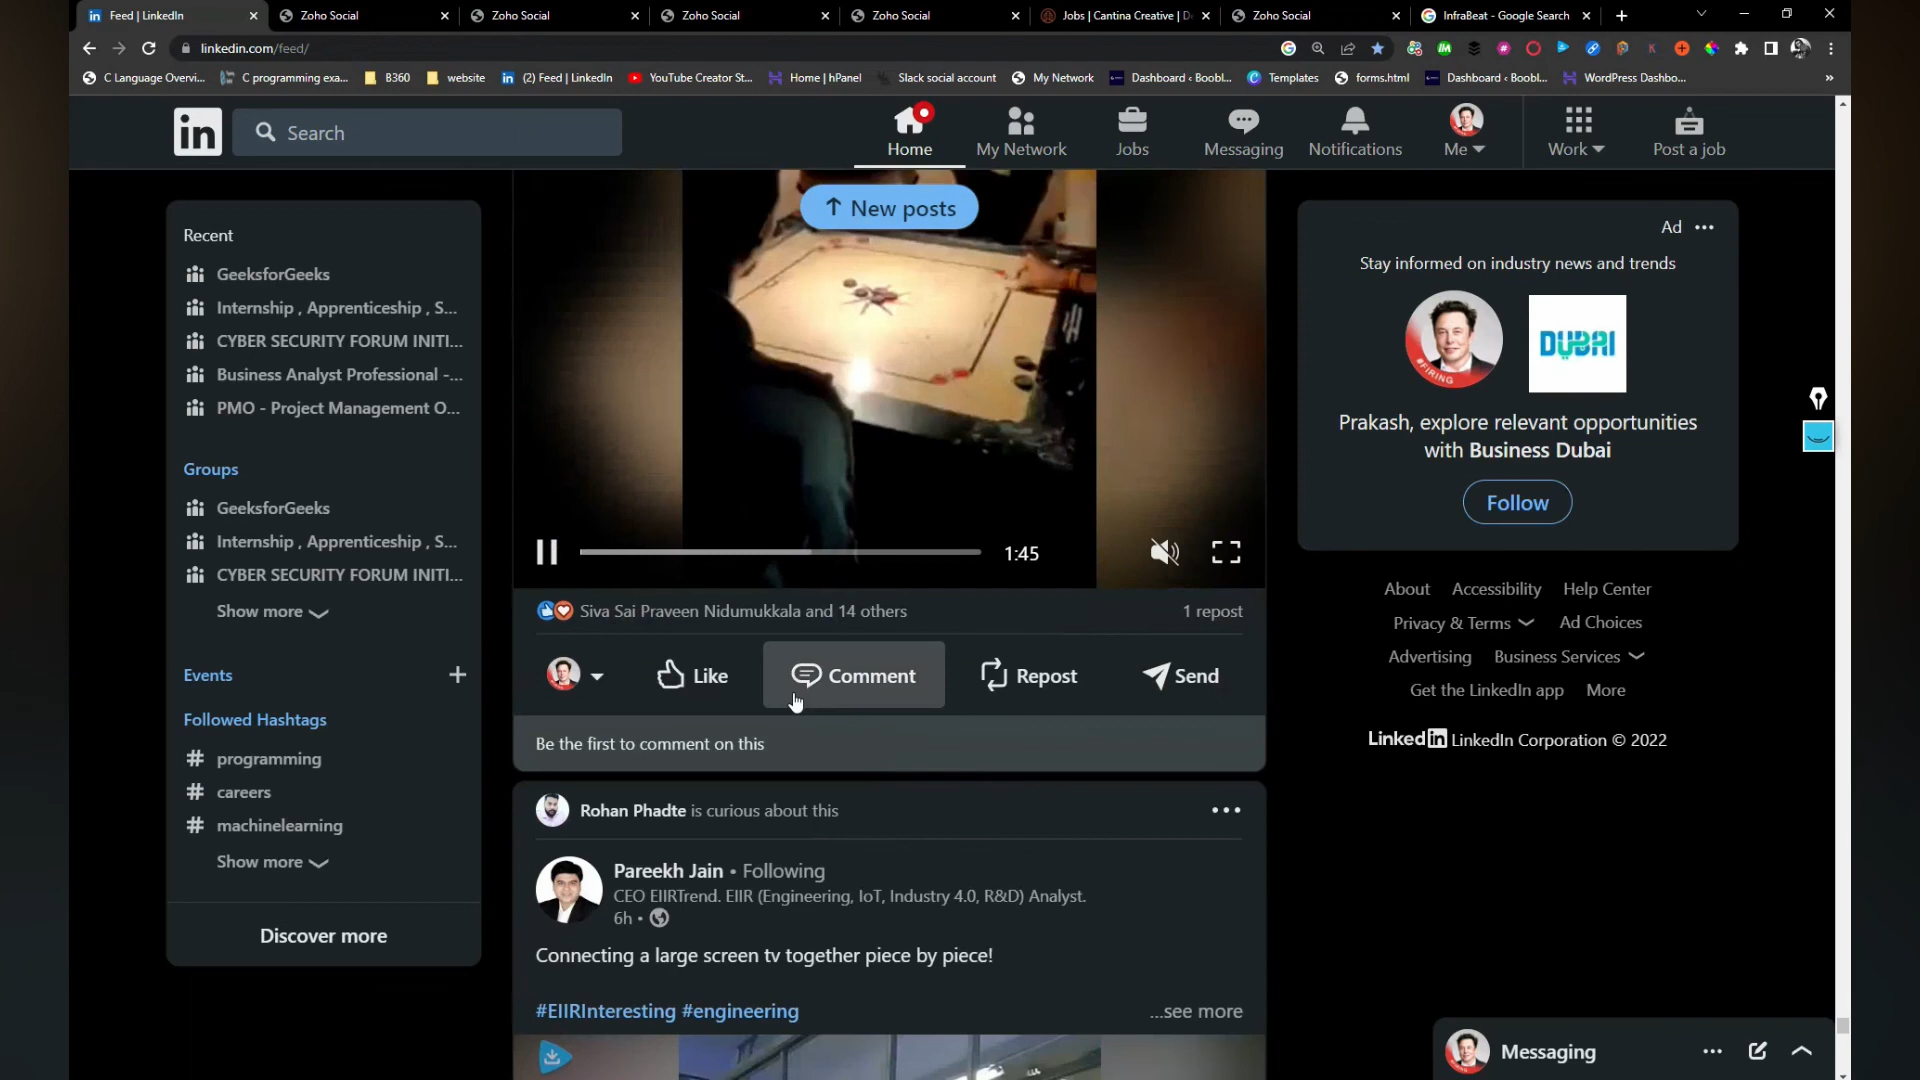 Feed | LinkedIn
Zoho Social
Zoho Social
Zoho Social
Zoho Social
Jobs | Cantina Creative | D
Zoho Social
InfraBeat - Google Search
linkedin.com/feed/
C Language Overvi...
C programming exa...
B360
website
(2) Feed | LinkedIn
YouTube Creator St...
Home | hPanel
Slack social account
My Network
Dashboard ‹ Boobl...
Templates
forms.html
Dashboard ‹ Boobl...
WordPress Dashbo...
»
in
Search
Home
My Network
Jobs
Messaging
Notifications
Me
Work
Post a job
Recent
GeeksforGeeks
Internship , Apprenticeship , S...
CYBER SECURITY FORUM INITI...
Business Analyst Professional -...
PMO - Project Management O...
Groups
GeeksforGeeks
Internship , Apprenticeship , S...
CYBER SECURITY FORUM INITI...
Show more
Events
Followed Hashtags
# programming
# careers
# machinelearning
Show more
Discover more
↑ New posts
1:45
Siva Sai Praveen Nidumukkala and 14 others
1 repost
Like
Comment
Repost
Send
Be the first to comment on this
Rohan Phadte is curious about this
Pareekh Jain • Following
CEO EIIRTrend. EIIR (Engineering, IoT, Industry 4.0, R&D) Analyst.
6h •
Connecting a large screen tv together piece by piece!
#EIIRInteresting #engineering
...see more
Ad
Stay informed on industry news and trends
#FIRING
DUBAI
Prakash, explore relevant opportunities
with Business Dubai
Follow
About Accessibility Help Center
Privacy & Terms Ad Choices
Advertising Business Services
Get the LinkedIn app More
LinkedIn LinkedIn Corporation © 2022
Messaging